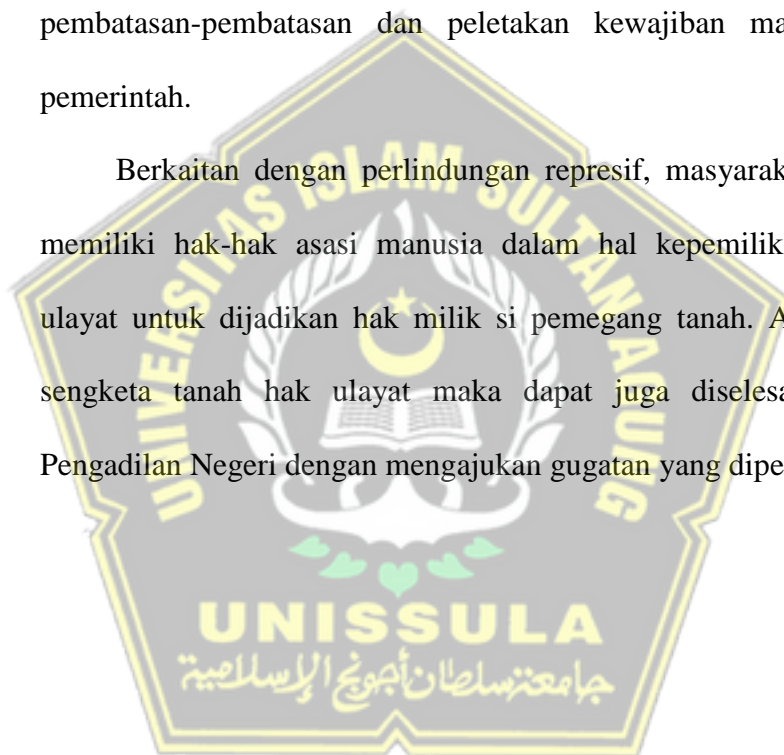 pembatasan-pembatasan dan peletakan kewajiban ma
pemerintah.
Berkaitan dengan perlindungan represif, masyarak
memiliki hak-hak asasi manusia dalam hal kepemilik
ulayat untuk dijadikan hak milik si pemegang tanah. A
sengketa tanah hak ulayat maka dapat juga diselesa
Pengadilan Negeri dengan mengajukan gugatan yang dipe
UNIVERSITAS ISLAM SULTAN AGUNG
UNISSULA
جامعتنسلطان أجونج الإسلامية